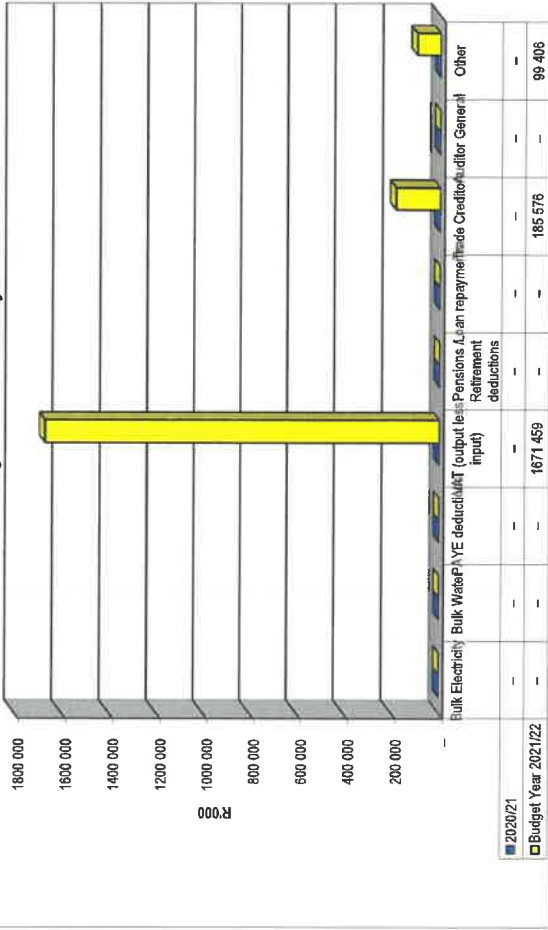 1800 000
1600 000
1400 000
1200 000
1000 000
800 000
600 000
400 000
200 000
–
R'000
Bulk Electricity
Bulk Water
PAYE deductions
VAT (output less
input)
Pensions /
Retirement
deductions
Loan repayments
Trade Creditors
Auditor General
Other
2020/21 – – – – – – – – –
Budget Year 2021/22 – – – 1671 459 – – 185 576 – 99 406